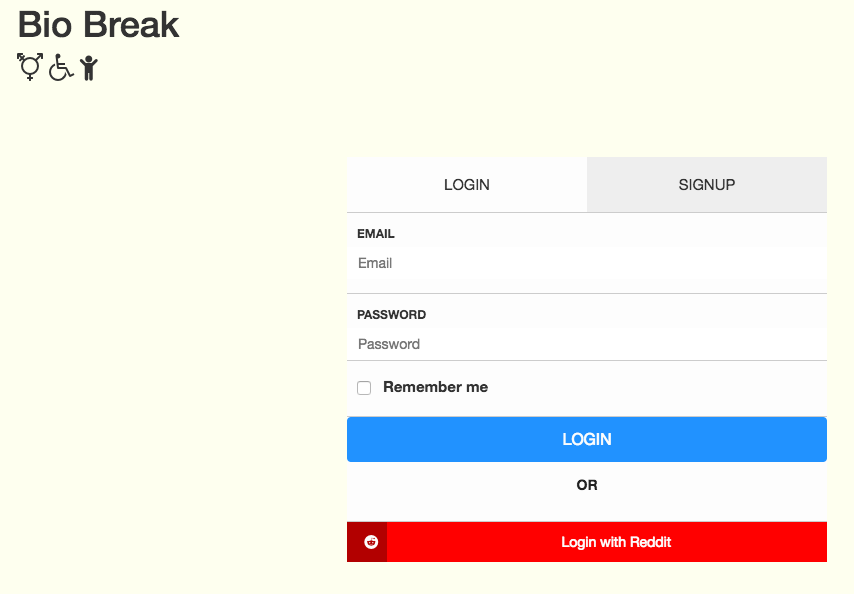 Bio Break
LOGIN SIGNUP
EMAIL
Email
PASSWORD
Password
Remember me
LOGIN
OR
Login with Reddit